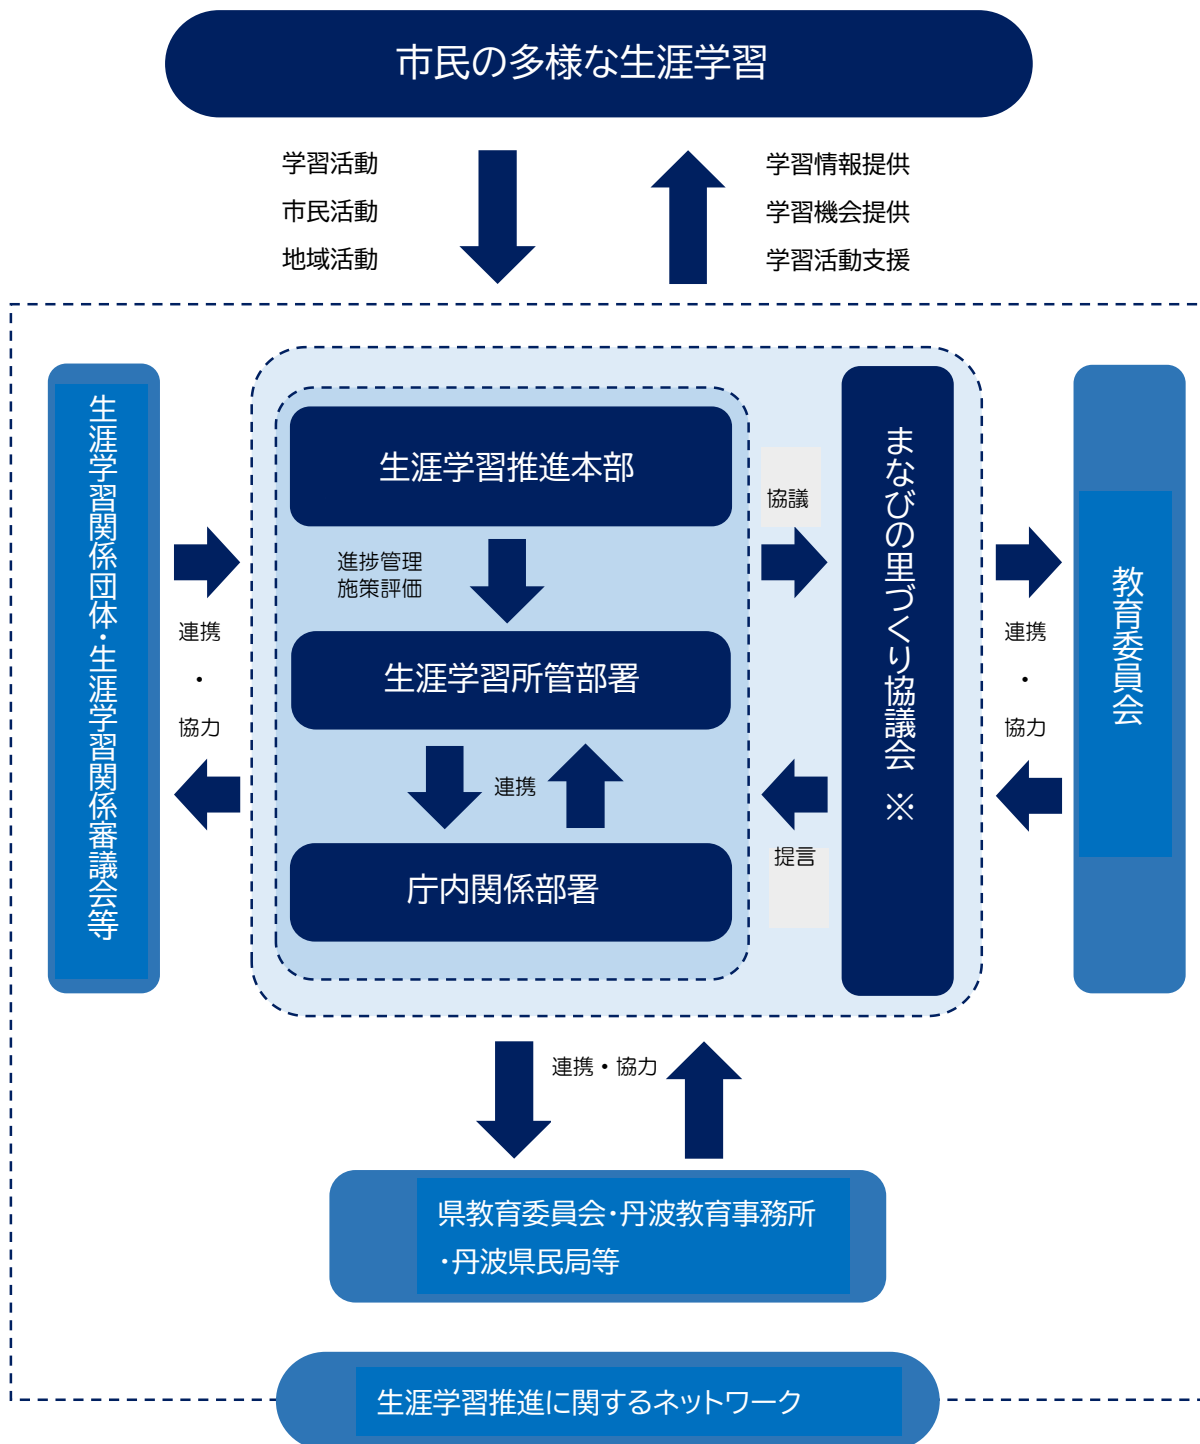 市民の多様な生涯学習
学習活動
市民活動
地域活動
学習情報提供
学習機会提供
学習活動支援
生涯学習関係団体・生涯学習関係審議会等
連携
・
協力
生涯学習推進本部
進捗管理
施策評価
生涯学習所管部署
連携
庁内関係部署
協議
提言
まなびの里づくり協議会 ※
連携
・
協力
教育委員会
連携・協力
県教育委員会・丹波教育事務所
・丹波県民局等
生涯学習推進に関するネットワーク